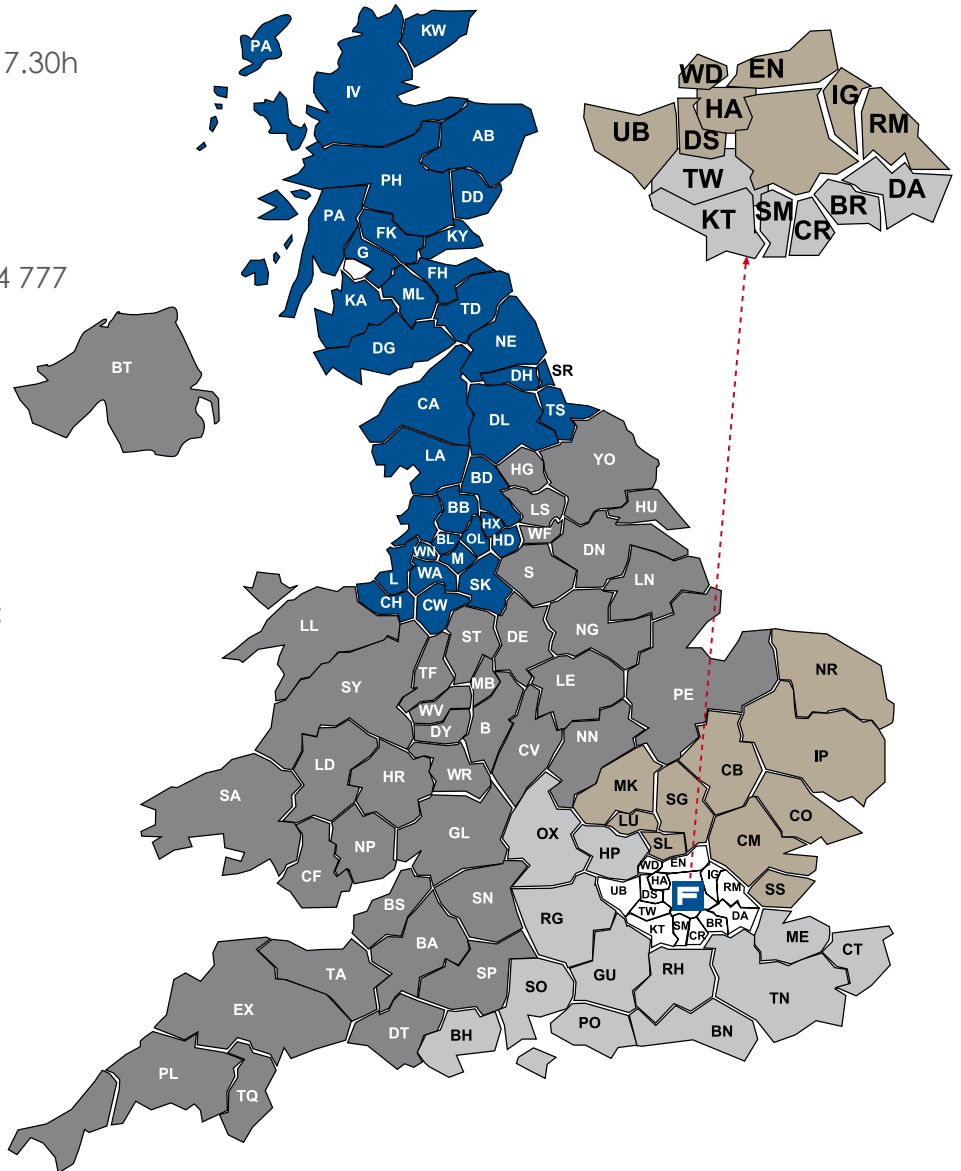 7.30h
4 777
:
PA
KW
IV
AB
PH
DD
PA
FK
KY
G
FH
KA
ML
TD
DG
NE
DH
SR
BT
CA
DL
TS
LA
HG
YO
BD
BB
LS
HU
HX
BL
OL
HD
WF
WN
M
DN
L
WA
SK
S
LN
CH
CW
LL
ST
DE
NG
NR
TF
MB
LE
PE
SY
WV
DY
B
CV
NN
IP
LD
HR
WR
MK
CB
SA
SG
LU
CO
OX
GL
NP
HP
SL
CM
CF
WD
EN
IG
HA
UB
DS
RM
SS
F
BS
SN
TW
DA
RG
KT
SM
CR
BR
ME
BA
CT
TA
SP
GU
RH
EX
SO
TN
DT
BH
PO
BN
PL
TQ
WD
EN
IG
HA
UB
DS
RM
TW
DA
KT
SM
CR
BR